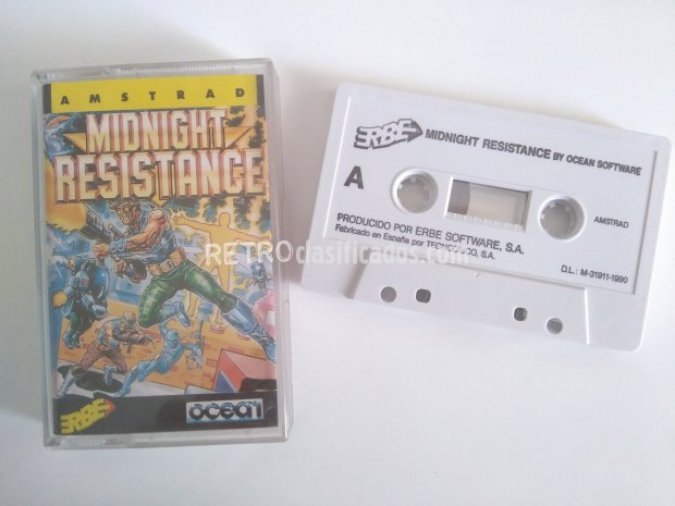 AMSTRAD
MIDNIGHT
RESISTANCE
ERBE
ocean
ERBE MIDNIGHT RESISTANCE BY OCEAN SOFTWARE
A
AMSTRAD
PRODUCIDO POR ERBE SOFTWARE, S.A.
Fabricado en España por TECNODISCO, S.A.
D.L.: M-31911-1990
RETROclasificados.com